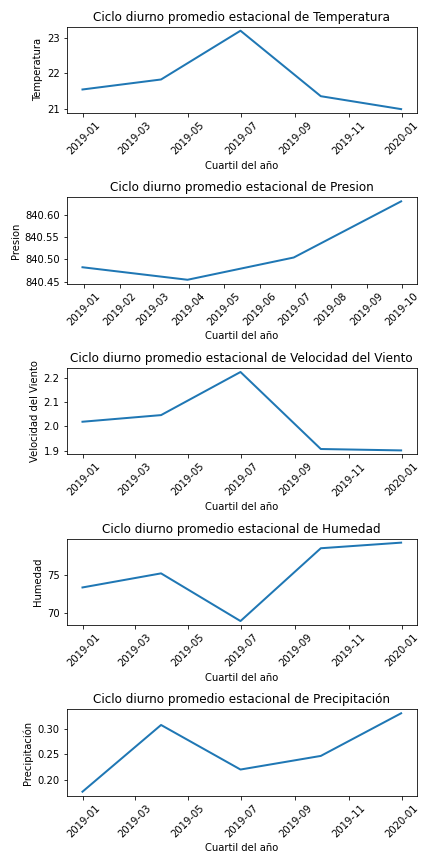 Ciclo diurno promedio estacional de Temperatura
Temperatura
23
22
21
2019-01 2019-03 2019-05 2019-07 2019-09 2019-11 2020-01
Cuartil del año
Ciclo diurno promedio estacional de Presion
Presion
840.60
840.55
840.50
840.45
2019-01 2019-02 2019-03 2019-04 2019-05 2019-06 2019-07 2019-08 2019-09 2019-10
Cuartil del año
Ciclo diurno promedio estacional de Velocidad del Viento
Velocidad del Viento
2.2
2.1
2.0
1.9
2019-01 2019-03 2019-05 2019-07 2019-09 2019-11 2020-01
Cuartil del año
Ciclo diurno promedio estacional de Humedad
Humedad
75
70
2019-01 2019-03 2019-05 2019-07 2019-09 2019-11 2020-01
Cuartil del año
Ciclo diurno promedio estacional de Precipitación
Precipitación
0.30
0.25
0.20
2019-01 2019-03 2019-05 2019-07 2019-09 2019-11 2020-01
Cuartil del año